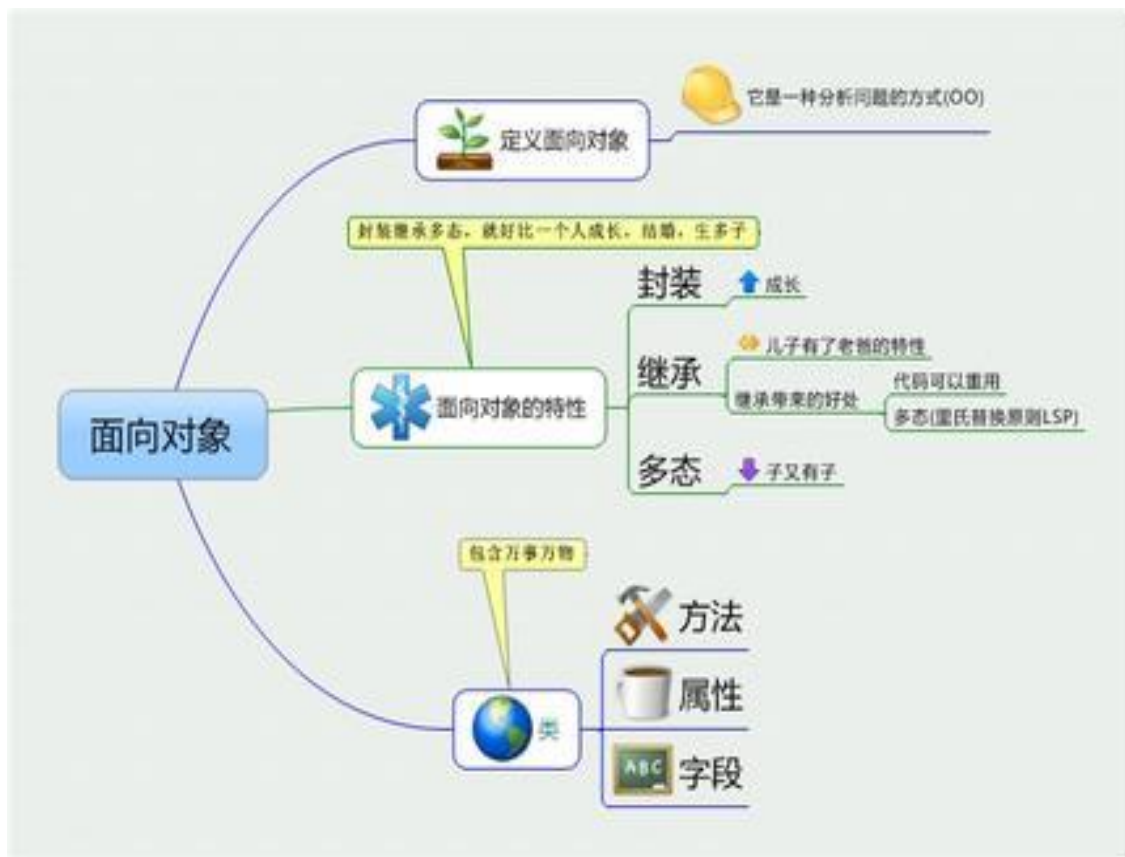 它是一种分析问题的方式(OO)
定义面向对象
封装继承多态，就好比一个人成长，结婚，生多子
封装
成长
继承
儿子有了老爸的特性
继承带来的好处
代码可以重用
多态(里氏替换原则LSP)
面向对象的特性
面向对象
多态
子又有子
包含万事万物
方法
属性
类
ABC
字段